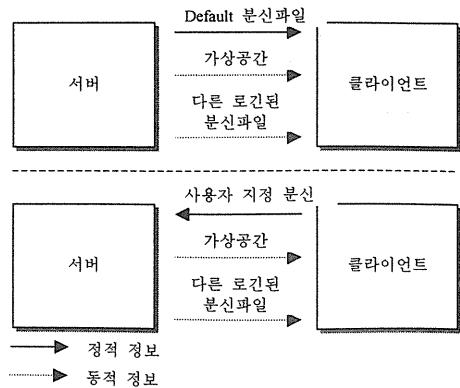 Default 분신파일
서버
가상공간
다른 로긴된
분신파일
클라이언트
사용자 지정 분신
서버
가상공간
다른 로긴된
분신파일
클라이언트
정적 정보
동적 정보